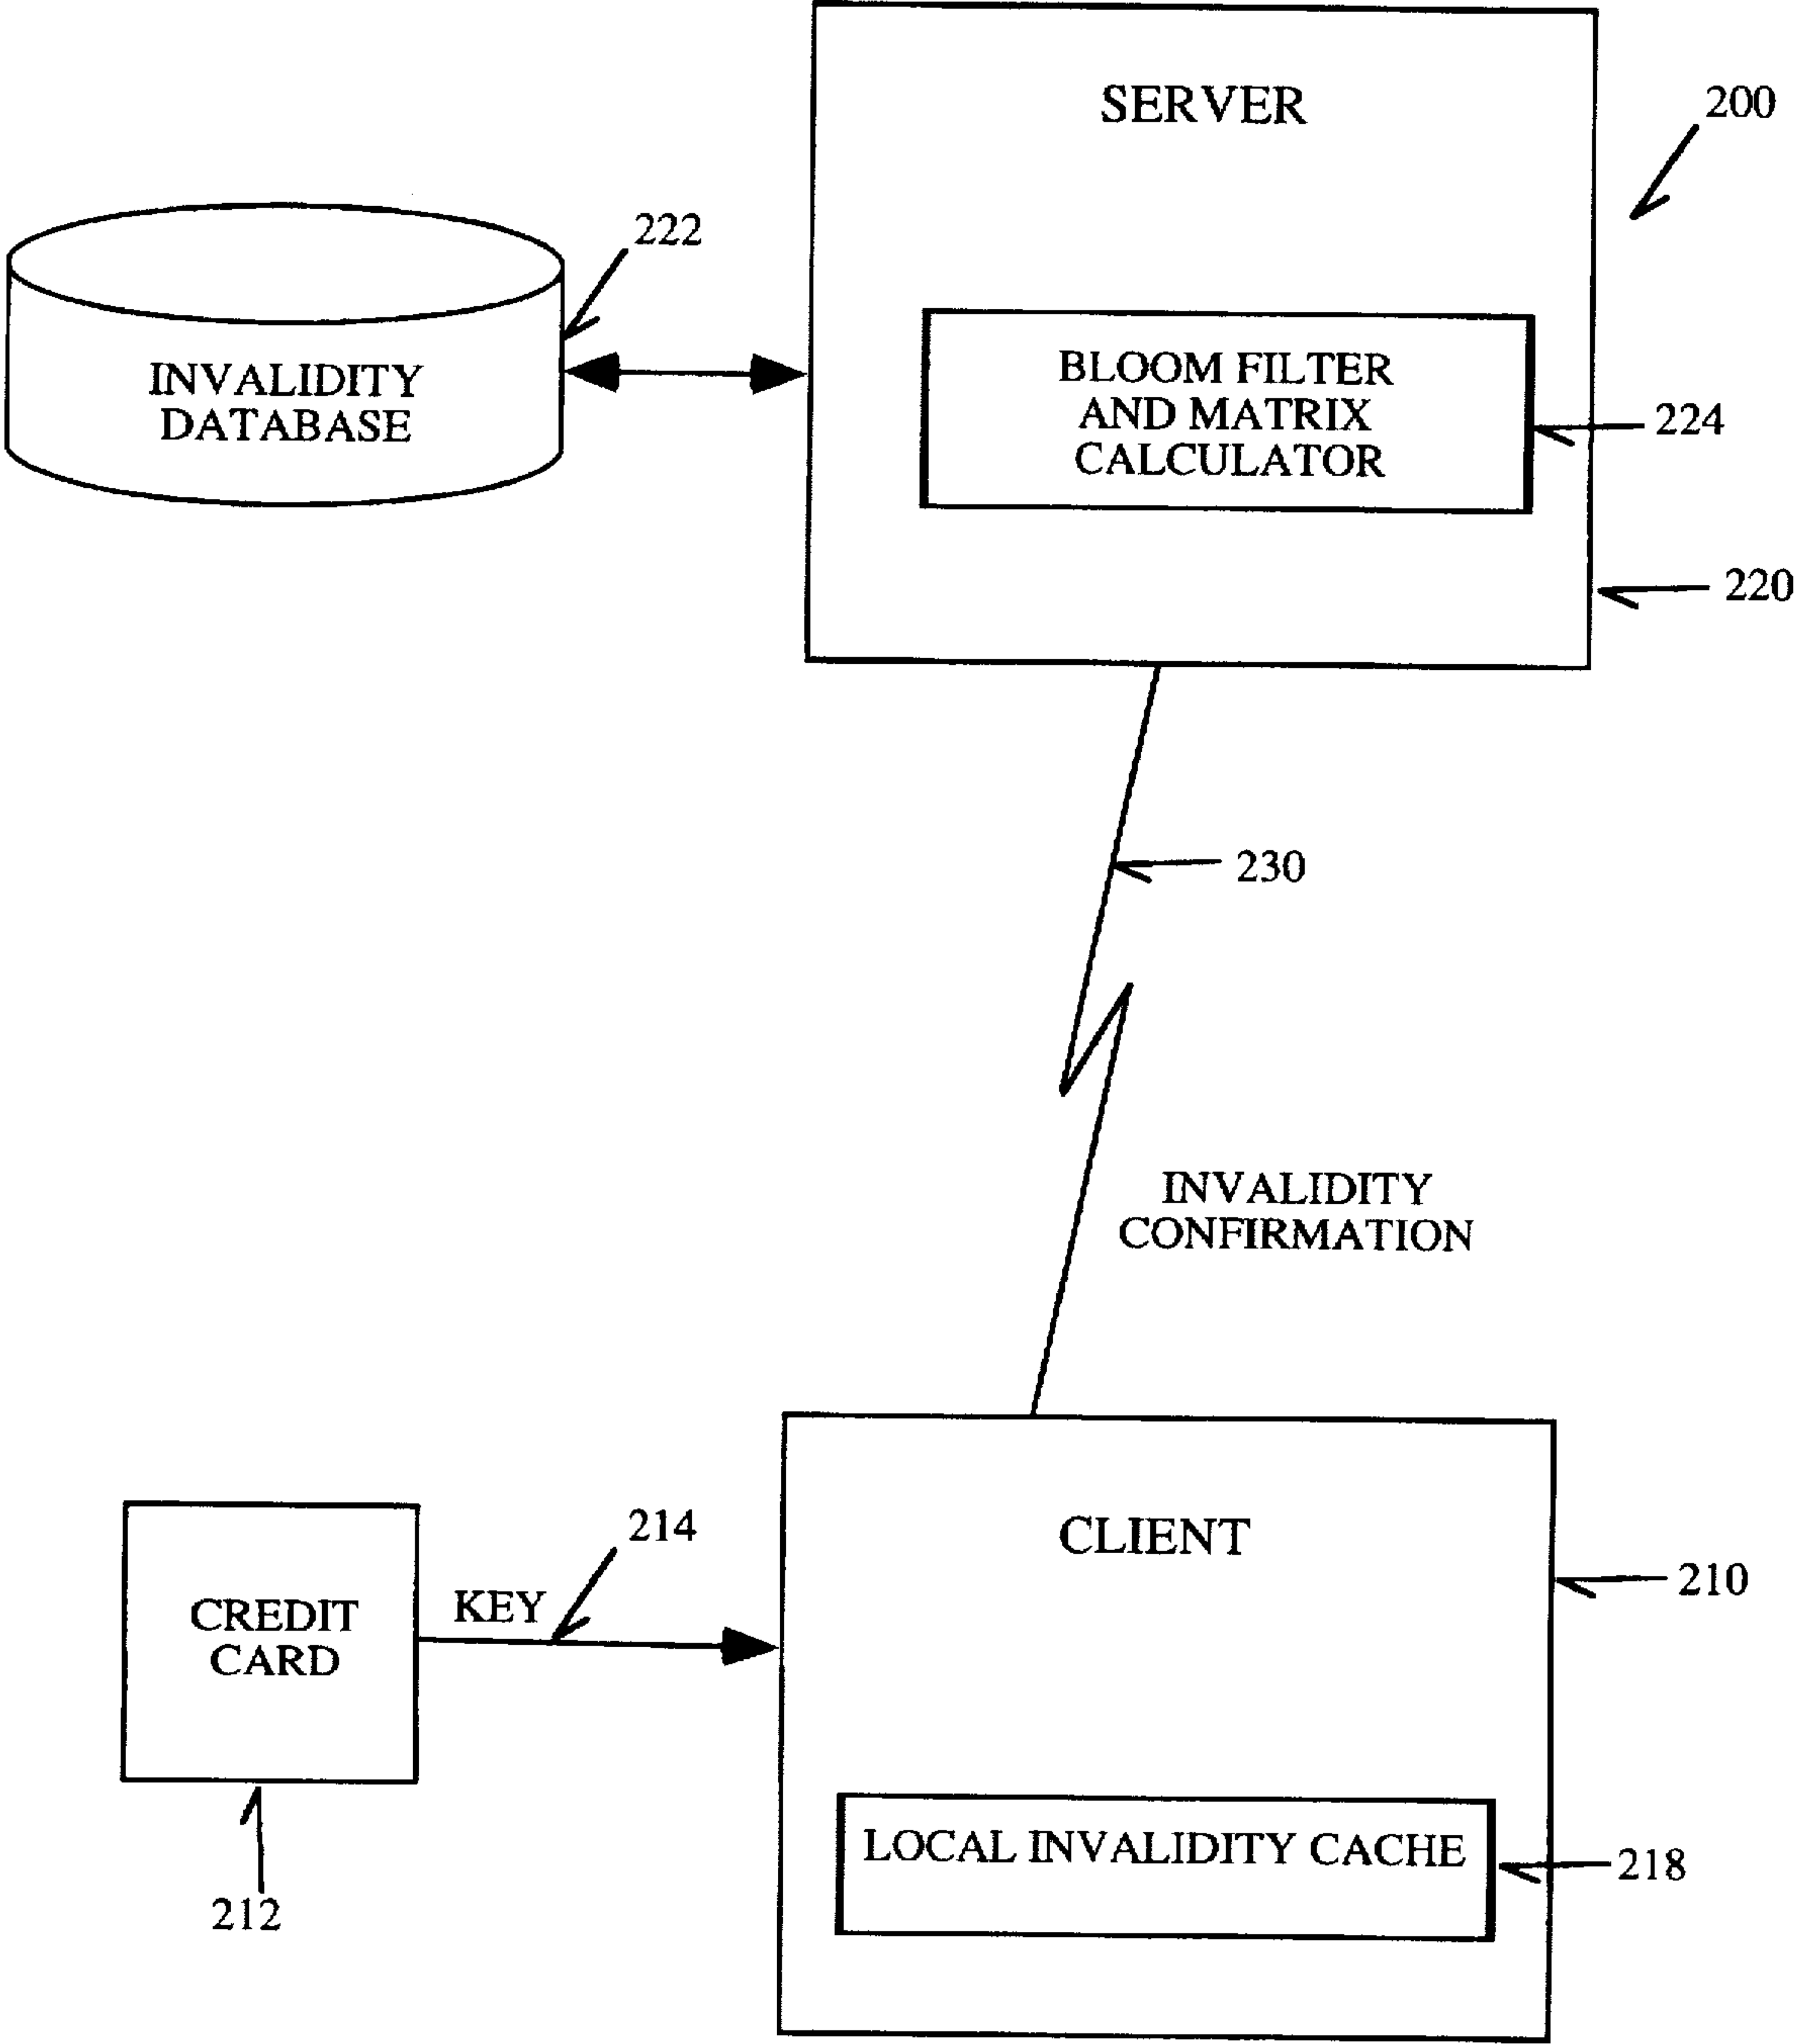 SERVER
200
222
INVALIDITY
DATABASE
BLOOM FILTER
AND MATRIX
CALCULATOR
224
220
230
INVALIDITY
CONFIRMATION
CLIENT
210
214
KEY
CREDIT
CARD
LOCAL INVALIDITY CACHE
218
212